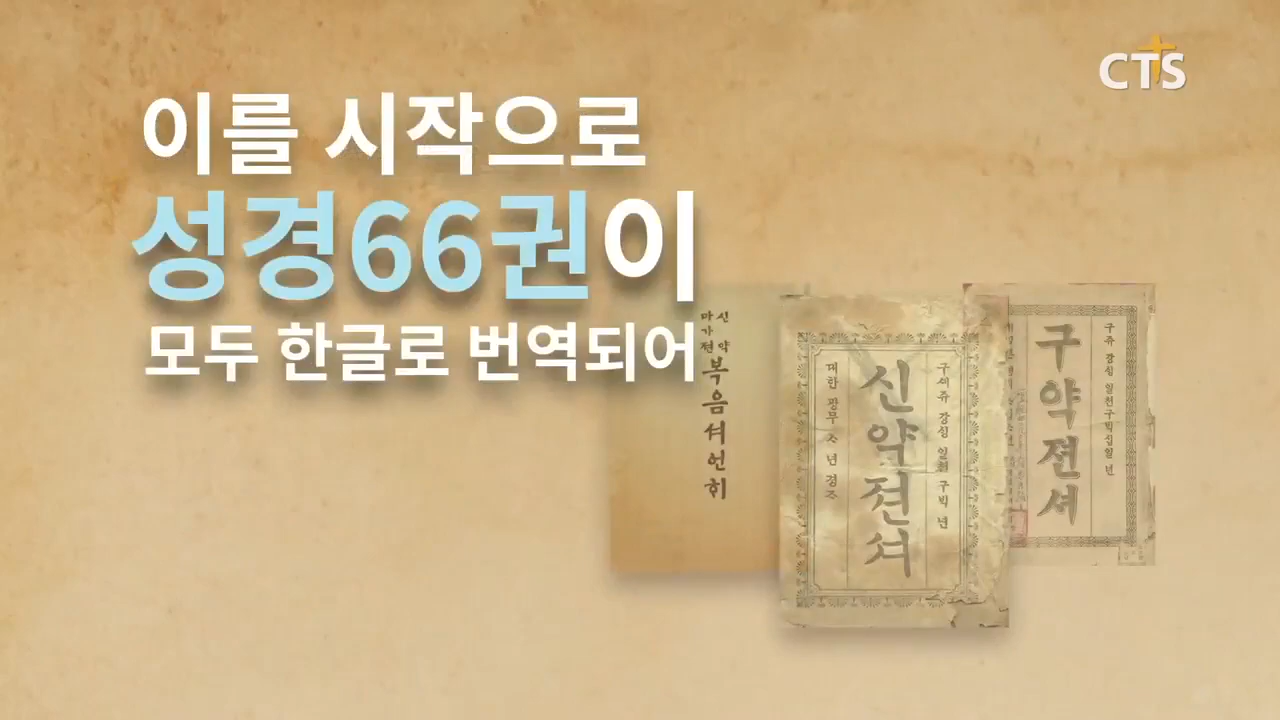 CTS
이를 시작으로
성경66권이
모두 한글로 번역되어
신약
마가젼
복음셔언히
구셰쥬 강싱 일천구빅년
신약젼셔
대한 광무 년 경조
구쥬 강싱 일천구빅십일년
구약젼셔